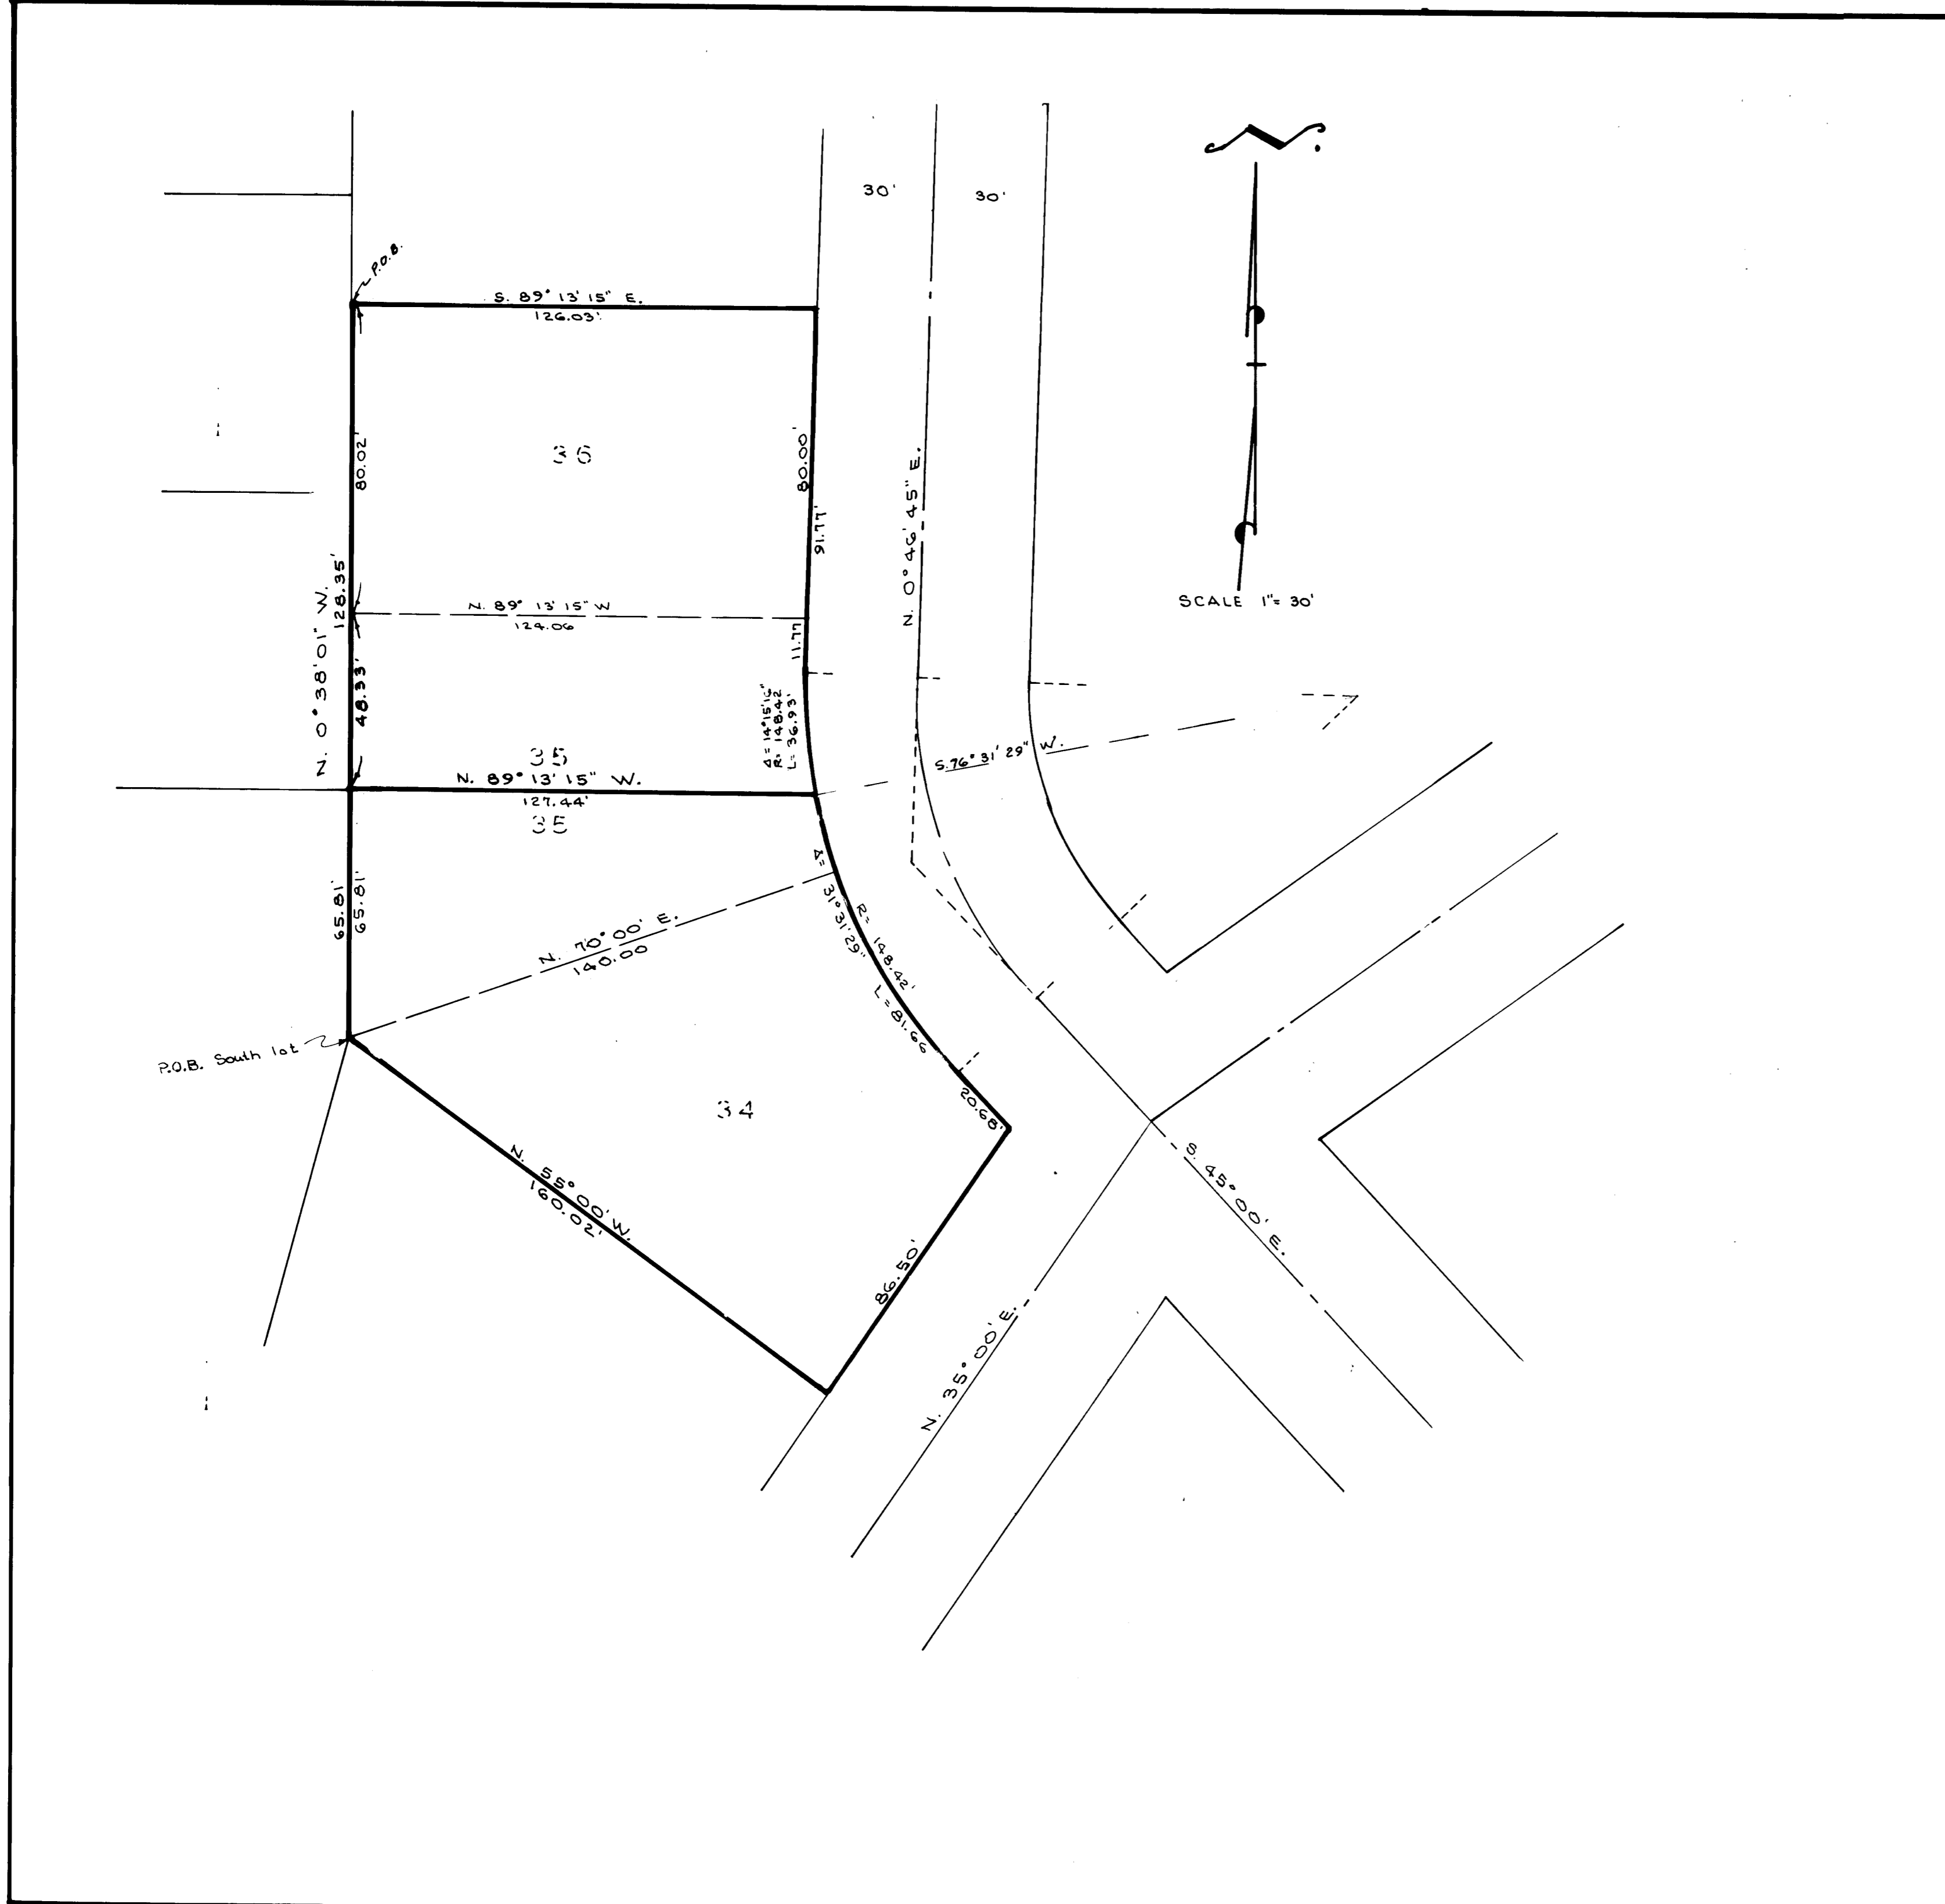 N.
30'
30'
P.O.B.
S. 89° 13' 15" E.
126.03'
80.02'
36
80.00'
91.77'
N. 0° 46' 45" E.
SCALE 1"= 30'
N. 0° 38' 01" W.
128.35'
N. 89° 13' 15" W
124.06
11.77
48.33'
Δ = 14°15'16"
R= 148.42
L= 36.93'
35
N. 89° 13' 15" W.
127.44'
35
S. 76° 31' 29" W.
65.81'
65.81'
N. 70° 00' E.
140.00
Δ = 31° 31' 29"
R= 148.42'
L= 81.66
P.O.B. South lot
34
20.68'
N. 55° 00' W.
160.02'
86.50'
S. 45° 00' E.
N. 35° 00' E.